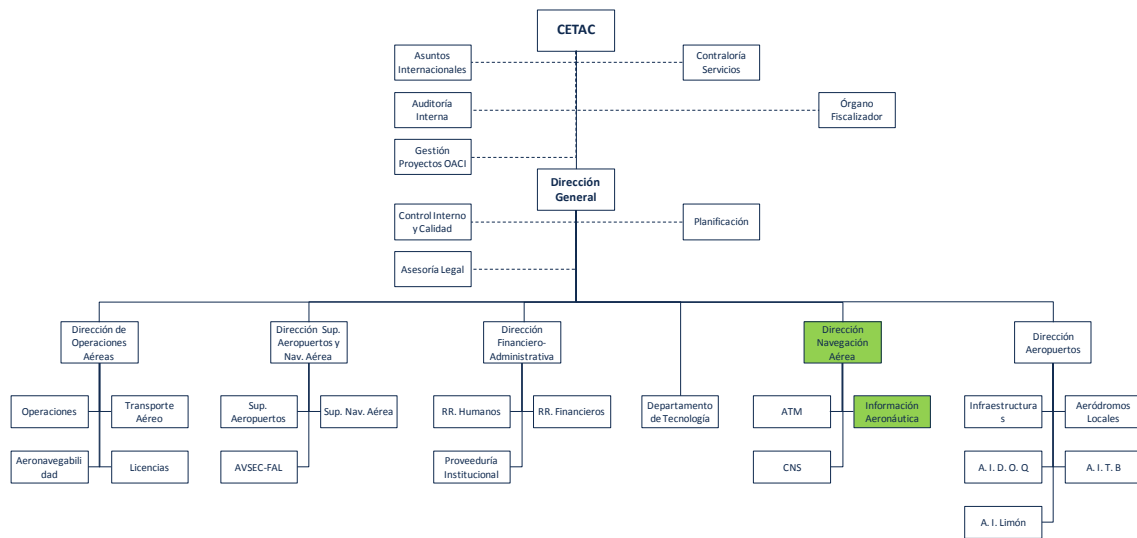 CETAC
Asuntos
Internacionales
Contraloría
Servicios
Auditoría
Interna
Órgano
Fiscalizador
Gestión
Proyectos OACI
Dirección
General
Control Interno
y Calidad
Planificación
Asesoría Legal
Dirección de
Operaciones
Aéreas
Dirección Sup.
Aeropuertos y
Nav. Aérea
Dirección
Financiero-
Administrativa
Dirección
Navegación
Aérea
Dirección
Aeropuertos
Operaciones
Transporte
Aéreo
Sup.
Aeropuertos
Sup. Nav. Aérea
RR. Humanos
RR. Financieros
Departamento
de Tecnología
ATM
Información
Aeronáutica
Infraestructura
s
Aeródromos
Locales
Aeronavegabili
dad
Licencias
AVSEC-FAL
Proveeduría
Institucional
CNS
A. I. D. O. Q
A. I. T. B
A. I. Limón